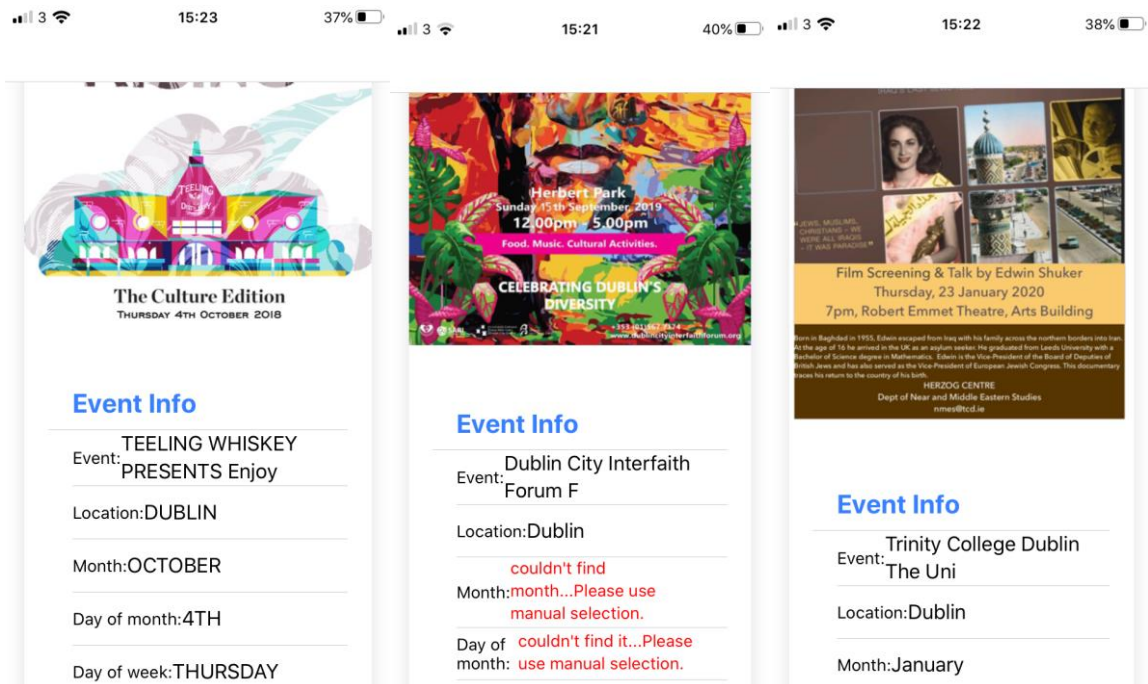 3
15:23
37%
TEELING
The Culture Edition
THURSDAY 4TH OCTOBER 2018
Event Info
Event:TEELING WHISKEY
PRESENTS Enjoy
Location:DUBLIN
Month:OCTOBER
Day of month:4TH
Day of week:THURSDAY
3
15:21
40%
Herbert Park
Sunday 15th September, 2019
12.00pm - 5.00pm
Food. Music. Cultural Activities.
CELEBRATING DUBLIN'S
DIVERSITY
www.dublincityinterfaithforum.org
Event Info
Event:Dublin City Interfaith
Forum F
Location:Dublin
Month:couldn't find
month...Please use
manual selection.
Day of month: couldn't find it...Please
use manual selection.
3
15:22
38%
JEWS, MUSLIMS,
CHRISTIANS – WE
WERE ALL IRAQIS
– IT WAS PARADISE"
Film Screening & Talk by Edwin Shuker
Thursday, 23 January 2020
7pm, Robert Emmet Theatre, Arts Building
Born in Baghdad in 1955, Edwin escaped from Iraq with his family across the northern borders into Iran.
At the age of 16 he arrived in the UK as an asylum seeker. He graduated from Leeds University with a
Bachelor of Science degree in Mathematics. Edwin is the Vice-President of the Board of Deputies of
British Jews and has also served as the Vice-President of European Jewish Congress. This documentary
traces his return to the country of his birth.
HERZOG CENTRE
Dept of Near and Middle Eastern Studies
nmes@tcd.ie
Event Info
Event:Trinity College Dublin
The Uni
Location:Dublin
Month:January